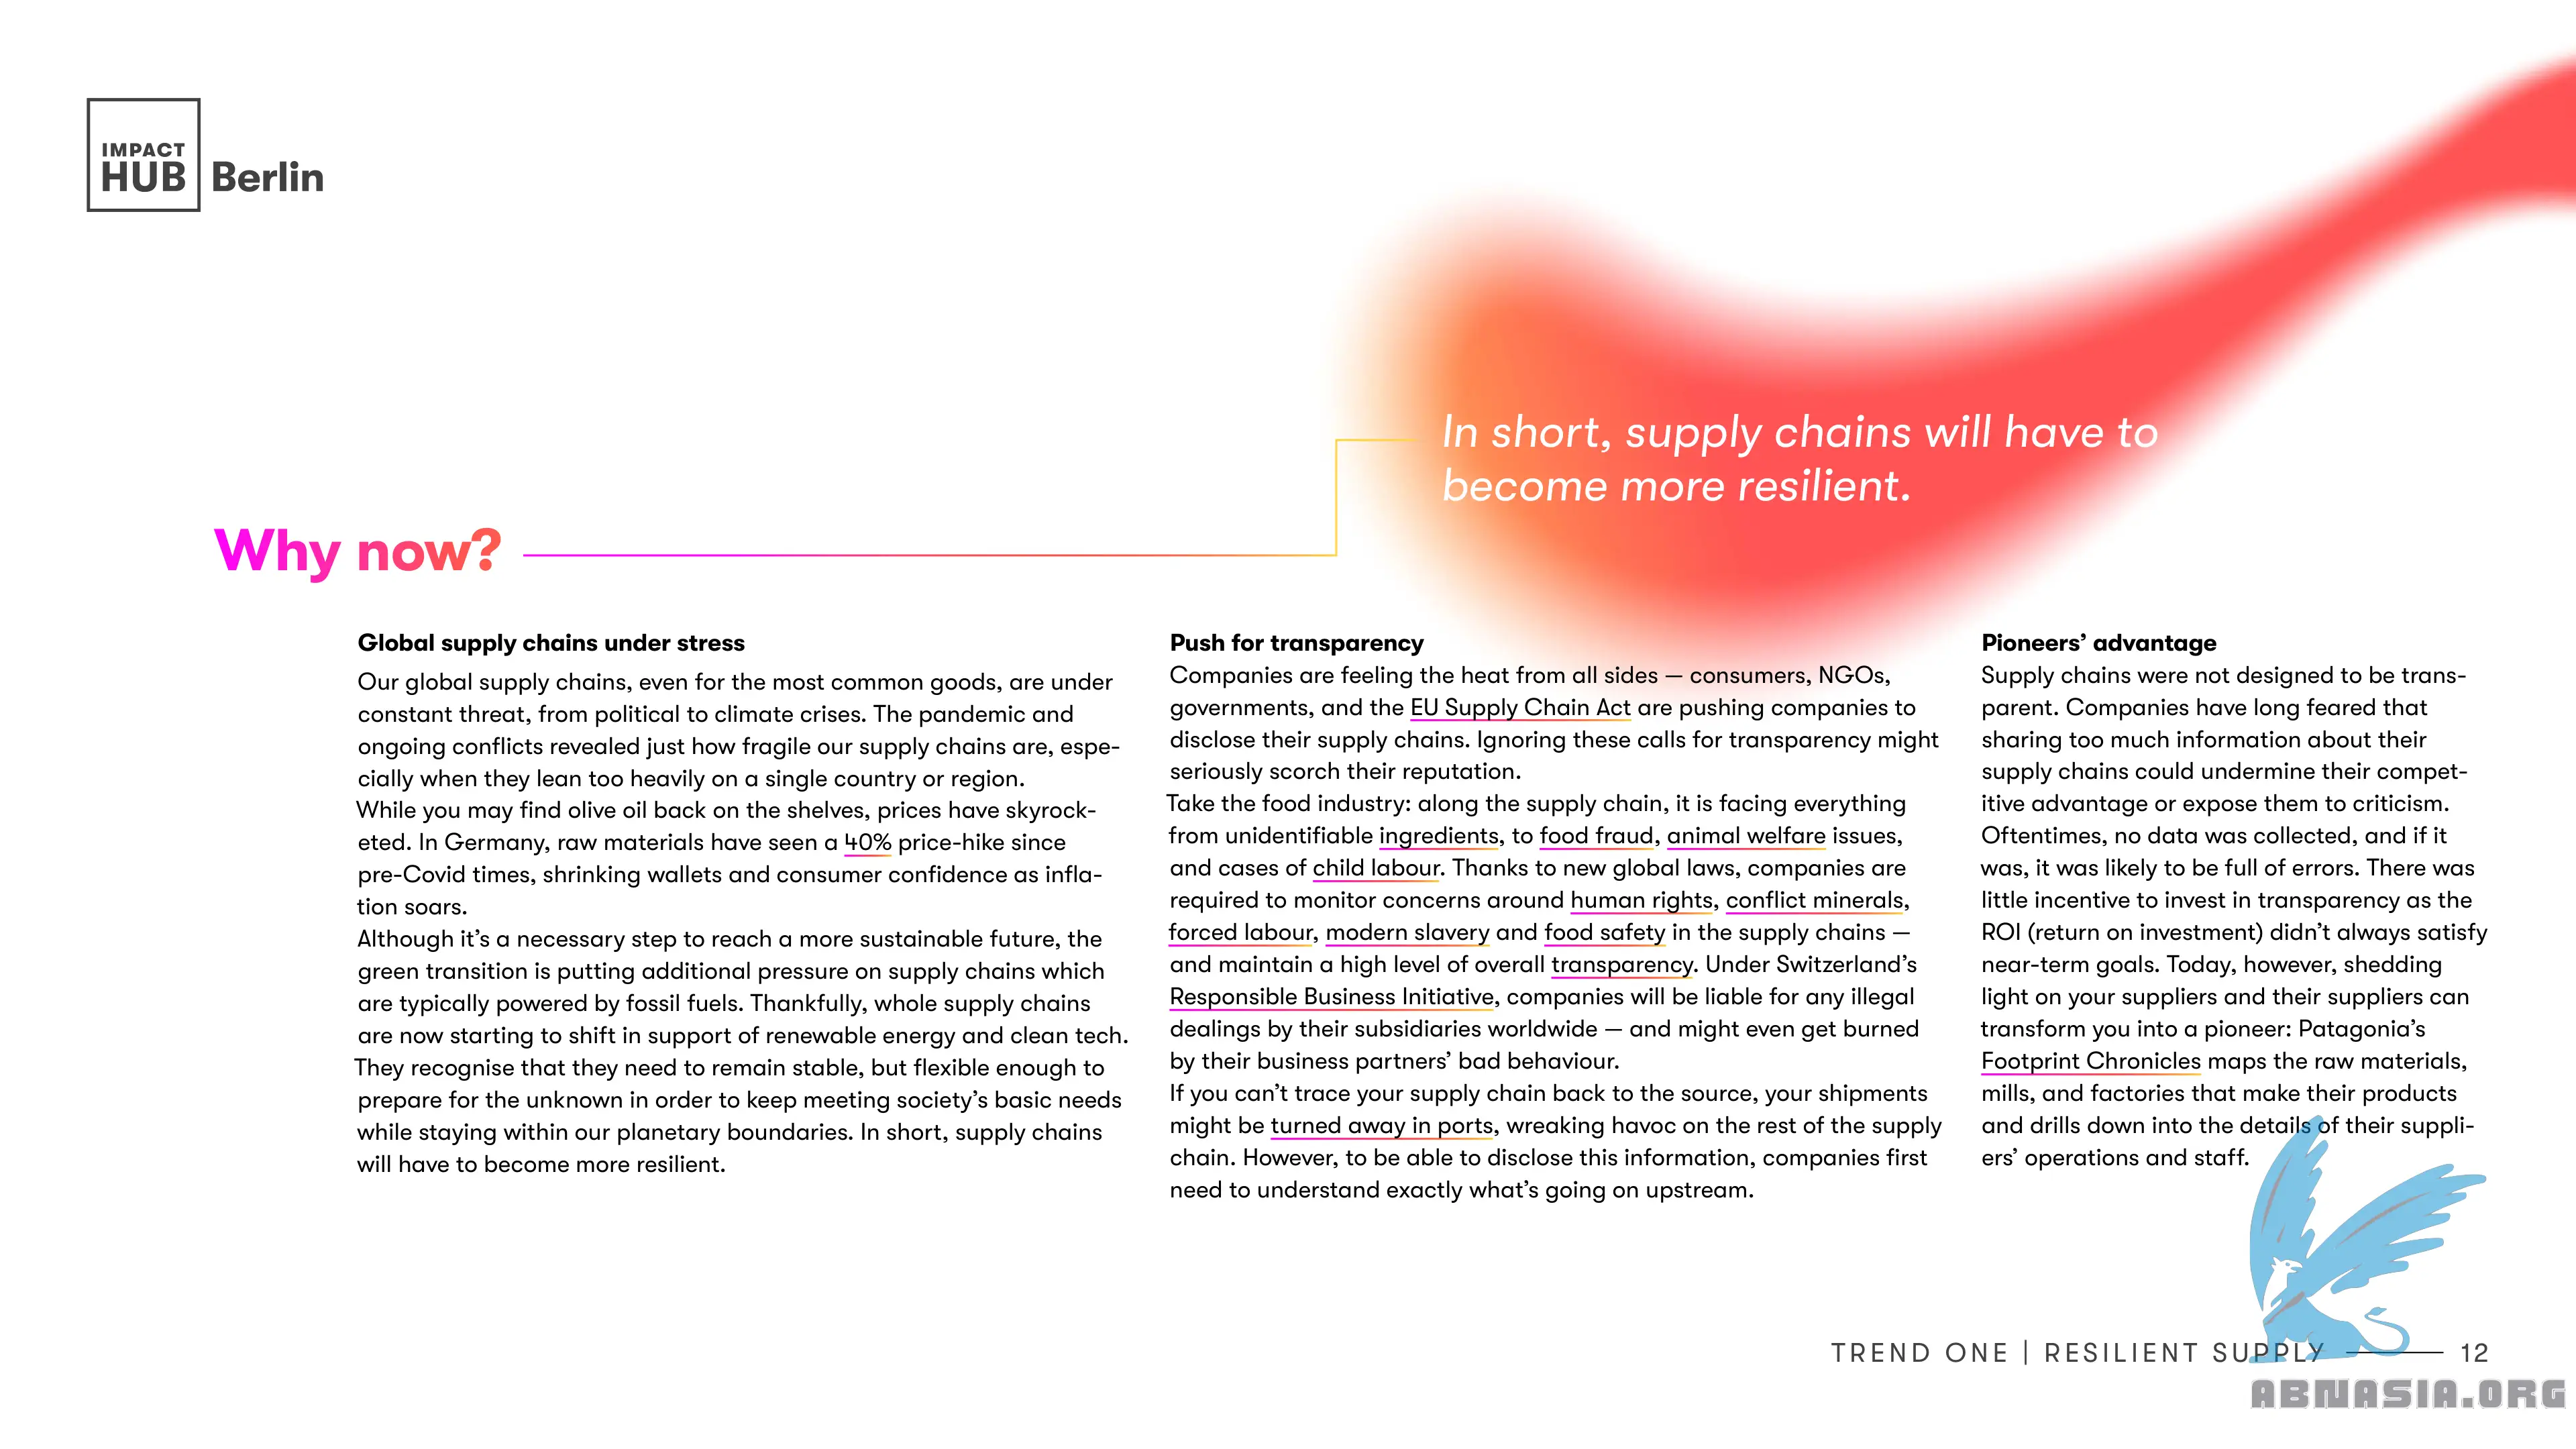 IMPACT
HUB Berlin
In short, supply chains will have to
become more resilient.
Why now?
Global supply chains under stress
Our global supply chains, even for the most common goods, are under
constant threat, from political to climate crises. The pandemic and
ongoing conflicts revealed just how fragile our supply chains are, espe-
cially when they lean too heavily on a single country or region.
While you may find olive oil back on the shelves, prices have skyrock-
eted. In Germany, raw materials have seen a 40% price-hike since
pre-Covid times, shrinking wallets and consumer confidence as infla-
tion soars.
Although it's a necessary step to reach a more sustainable future, the
green transition is putting additional pressure on supply chains which
are typically powered by fossil fuels. Thankfully, whole supply chains
are now starting to shift in support of renewable energy and clean tech.
They recognise that they need to remain stable, but flexible enough to
prepare for the unknown in order to keep meeting society's basic needs
while staying within our planetary boundaries. In short, supply chains
will have to become more resilient.
Push for transparency
Companies are feeling the heat from all sides — consumers, NGOs,
governments, and the EU Supply Chain Act are pushing companies to
disclose their supply chains. Ignoring these calls for transparency might
seriously scorch their reputation.
Take the food industry: along the supply chain, it is facing everything
from unidentifiable ingredients, to food fraud, animal welfare issues,
and cases of child labour. Thanks to new global laws, companies are
required to monitor concerns around human rights, conflict minerals,
forced labour, modern slavery and food safety in the supply chains —
and maintain a high level of overall transparency. Under Switzerland's
Responsible Business Initiative, companies will be liable for any illegal
dealings by their subsidiaries worldwide — and might even get burned
by their business partners' bad behaviour.
If you can't trace your supply chain back to the source, your shipments
might be turned away in ports, wreaking havoc on the rest of the supply
chain. However, to be able to disclose this information, companies first
need to understand exactly what's going on upstream.
Pioneers' advantage
Supply chains were not designed to be trans-
parent. Companies have long feared that
sharing too much information about their
supply chains could undermine their compet-
itive advantage or expose them to criticism.
Oftentimes, no data was collected, and if it
was, it was likely to be full of errors. There was
little incentive to invest in transparency as the
ROI (return on investment) didn't always satisfy
near-term goals. Today, however, shedding
light on your suppliers and their suppliers can
transform you into a pioneer: Patagonia's
Footprint Chronicles maps the raw materials,
mills, and factories that make their products
and drills down into the details of their suppli-
ers' operations and staff.
TREND ONE | RESILIENT SUPPLY 12
ABNASIA.ORG